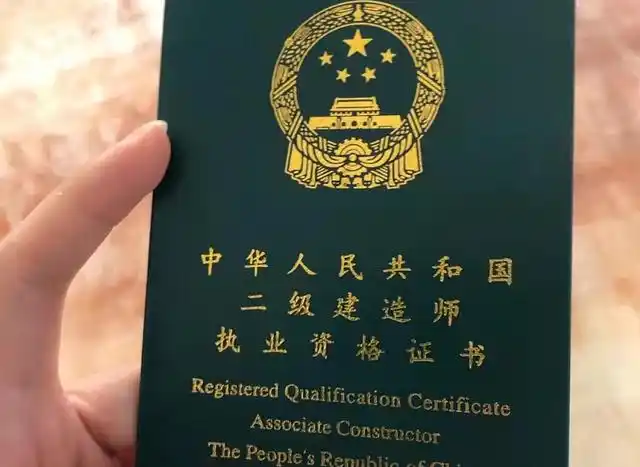 中华人民共和国
二级建造师
执业资格证书
Registered Qualification Certificate
Associate Constructor
The People's Republic of